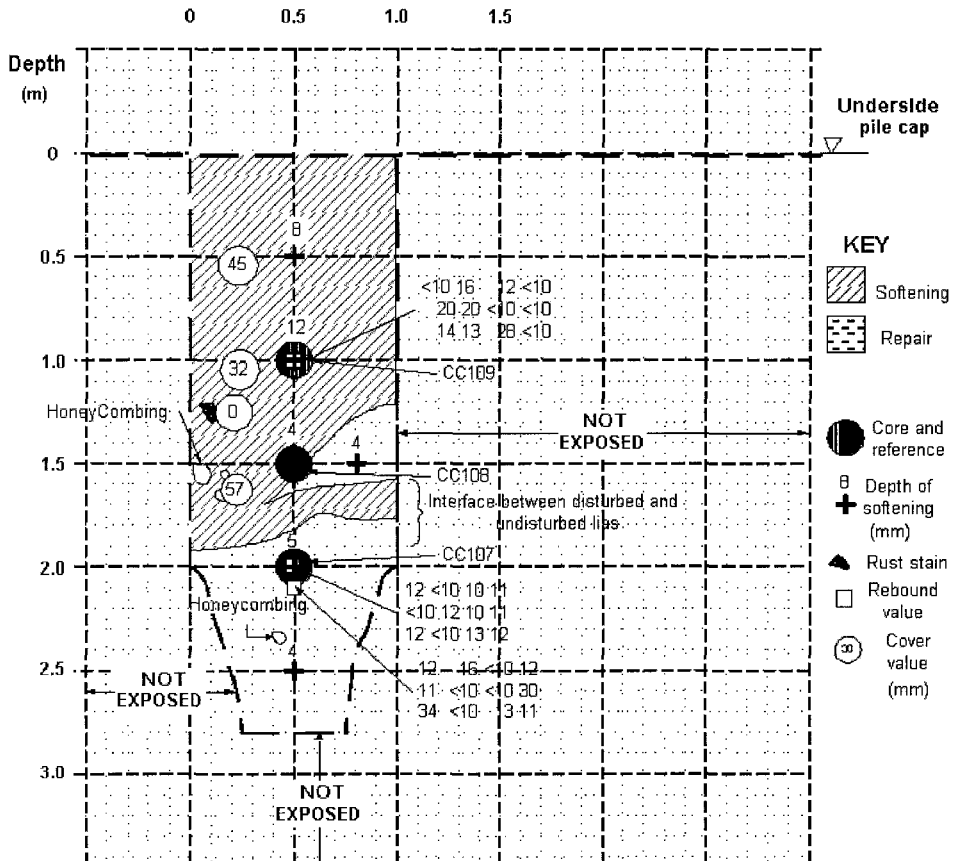 0 0.5 1.0 1.5
Depth
(m)
Underside
pile cap
0
8
0.5
45
KEY
Softening
<10 16 12 <10
20 20 <10 <10
14 13 28 <10
Repair
12
1.0
32
CC109
HoneyCombing
0
NOT
EXPOSED
Core and
reference
4
4
1.5
CC108
57
Interface between disturbed and
undisturbed lias
8
Depth of
softening
(mm)
5
CC107
2.0
Rust stain
12 <10 10 11
<10 12 10 11
12 <10 13 12
Rebound
value
Honeycombing
30
Cover
value
(mm)
4
2.5
12 16 <10 12
11 <10 <10 30
34 <10 13 11
NOT
EXPOSED
3.0
NOT
EXPOSED